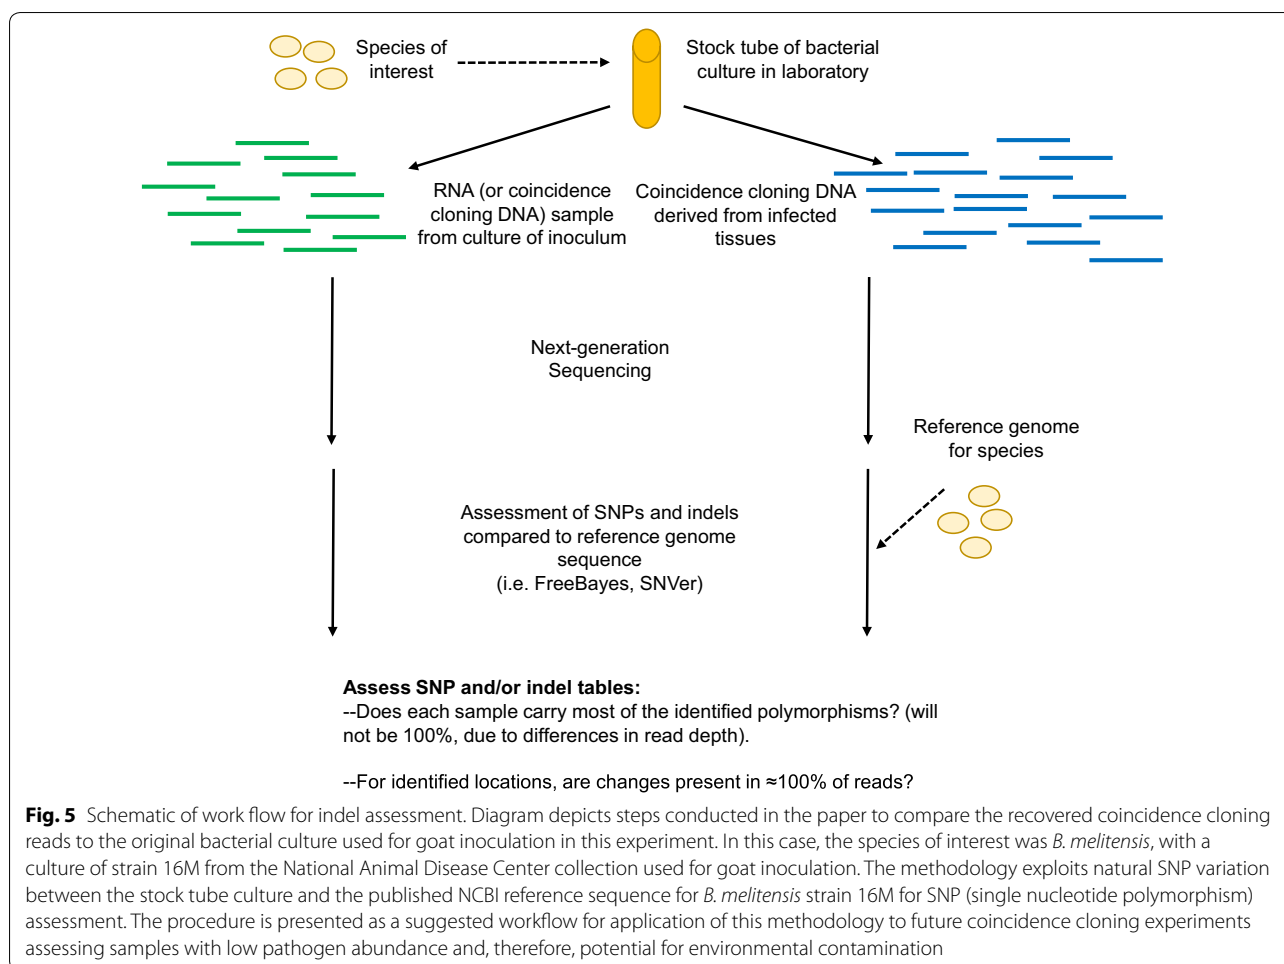 Species of
interest
Stock tube of bacterial
culture in laboratory
RNA (or coincidence
cloning DNA) sample
from culture of inoculum
Coincidence cloning DNA
derived from infected
tissues
Next-generation
Sequencing
Reference genome
for species
Assessment of SNPs and indels
compared to reference genome
sequence
(i.e. FreeBayes, SNVer)
Assess SNP and/or indel tables:
--Does each sample carry most of the identified polymorphisms? (will
not be 100%, due to differences in read depth).
--For identified locations, are changes present in ≈100% of reads?
Fig. 5 Schematic of work flow for indel assessment. Diagram depicts steps conducted in the paper to compare the recovered coincidence cloning
reads to the original bacterial culture used for goat inoculation in this experiment. In this case, the species of interest was B. melitensis, with a
culture of strain 16M from the National Animal Disease Center collection used for goat inoculation. The methodology exploits natural SNP variation
between the stock tube culture and the published NCBI reference sequence for B. melitensis strain 16M for SNP (single nucleotide polymorphism)
assessment. The procedure is presented as a suggested workflow for application of this methodology to future coincidence cloning experiments
assessing samples with low pathogen abundance and, therefore, potential for environmental contamination